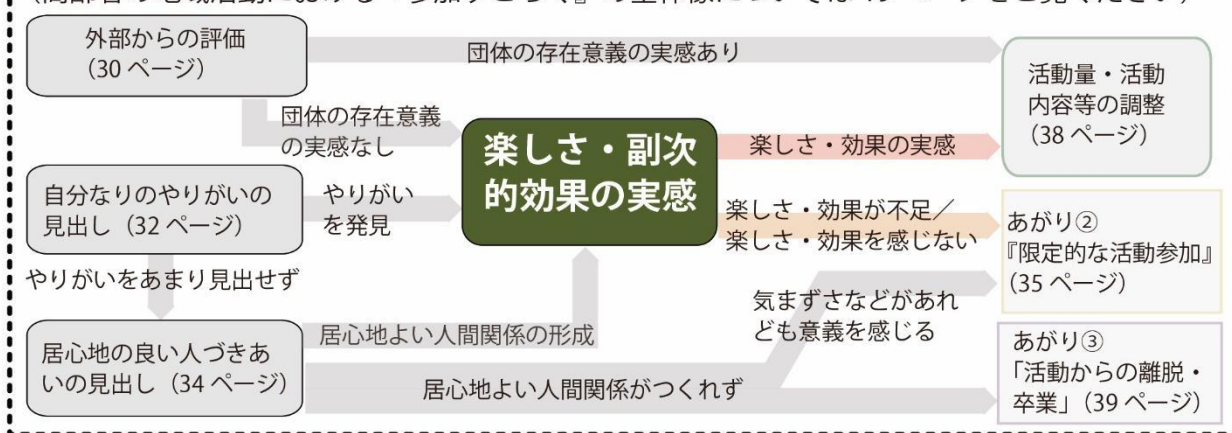 外部からの評価
（30 ページ）
団体の存在意義の実感あり
活動量・活動
内容等の調整
（38 ページ）
団体の存在意義
の実感なし
楽しさ・副次
的効果の実感
楽しさ・効果の実感
自分なりのやりがいの
見出し（32 ページ）
やりがい
を発見
楽しさ・効果が不足／
楽しさ・効果を感じない
あがり②
『限定的な活動参加』
（35 ページ）
やりがいをあまり見出せず
気まずさなどがあれ
ども意義を感じる
居心地よい人間関係の形成
居心地の良い人づきあ
いの見出し（34 ページ）
居心地よい人間関係がつくれず
あがり③
「活動からの離脱・
卒業」（39 ページ）